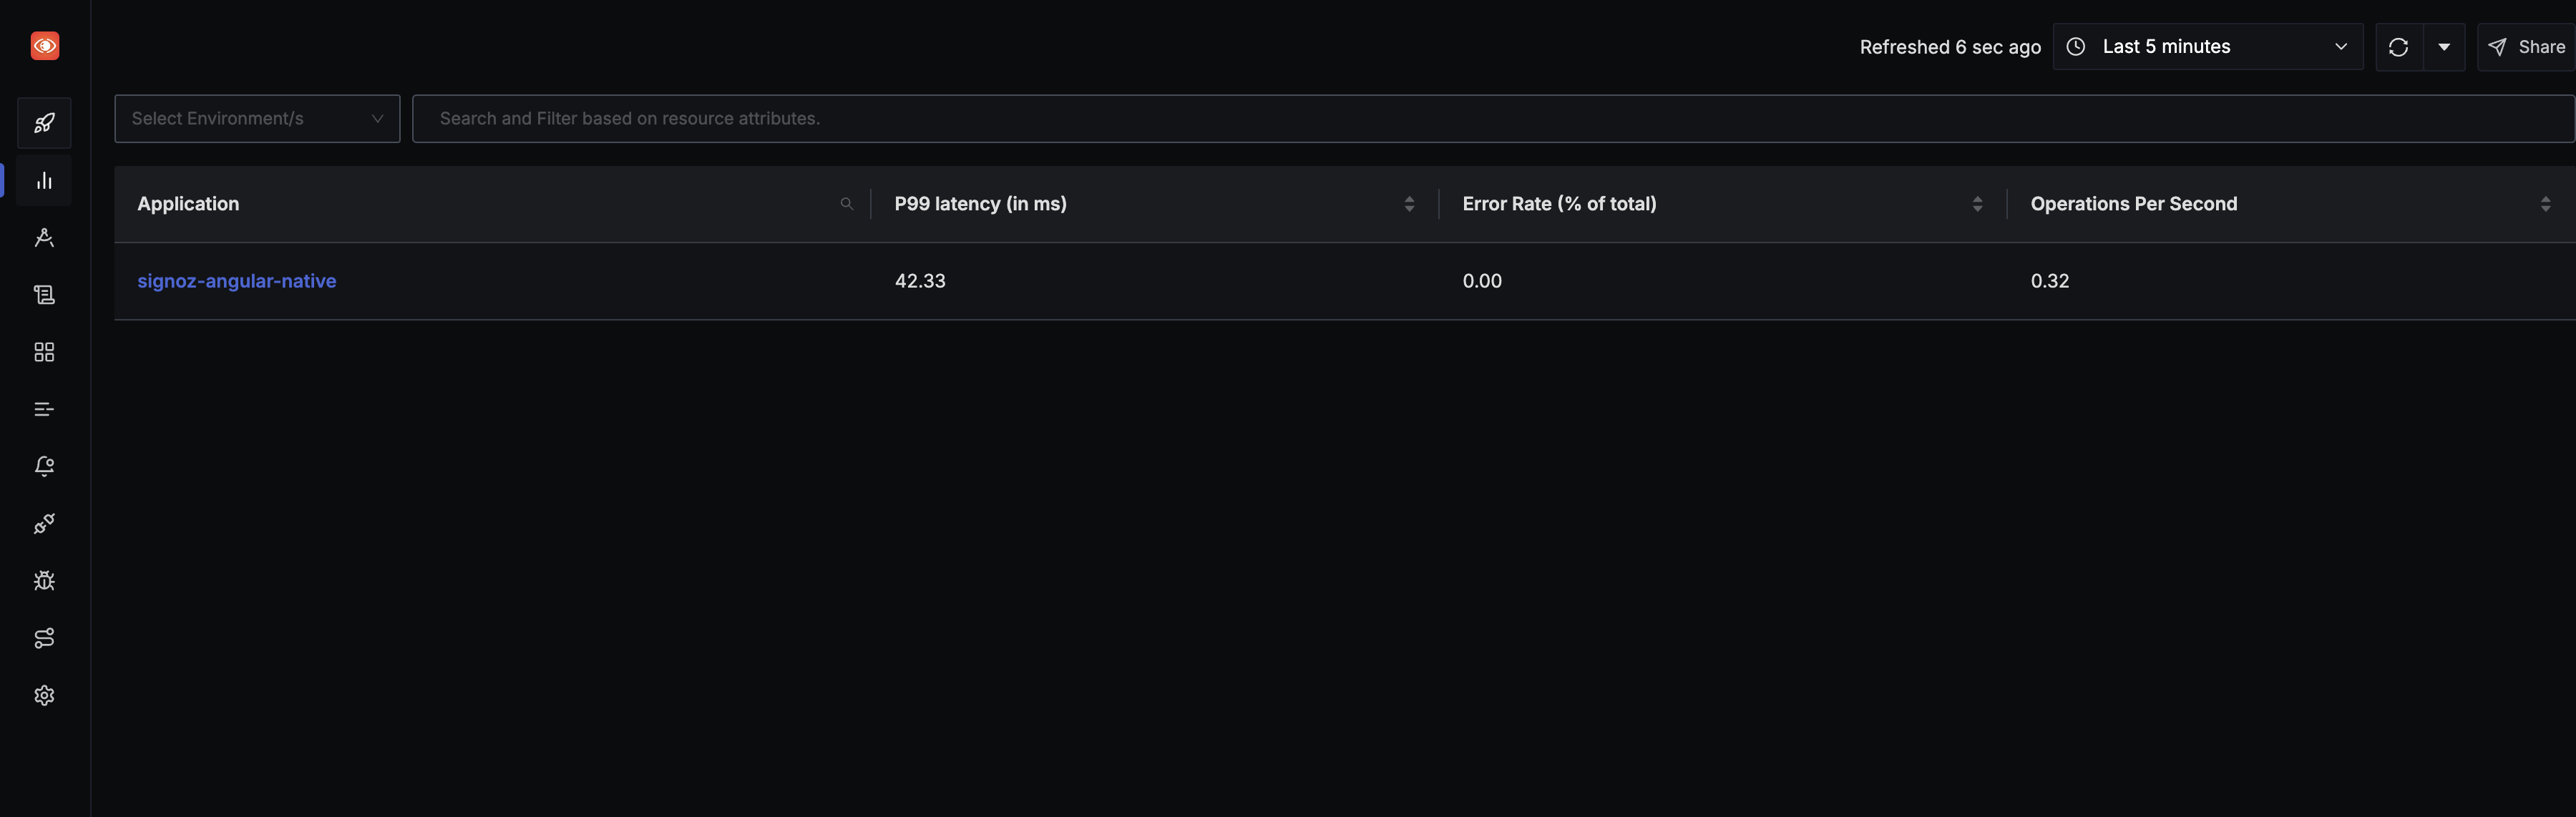 Refreshed 6 sec ago Last 5 minutes Share
Select Environment/s Search and Filter based on resource attributes.
Application P99 latency (in ms) Error Rate (% of total) Operations Per Second
signoz-angular-native 42.33 0.00 0.32